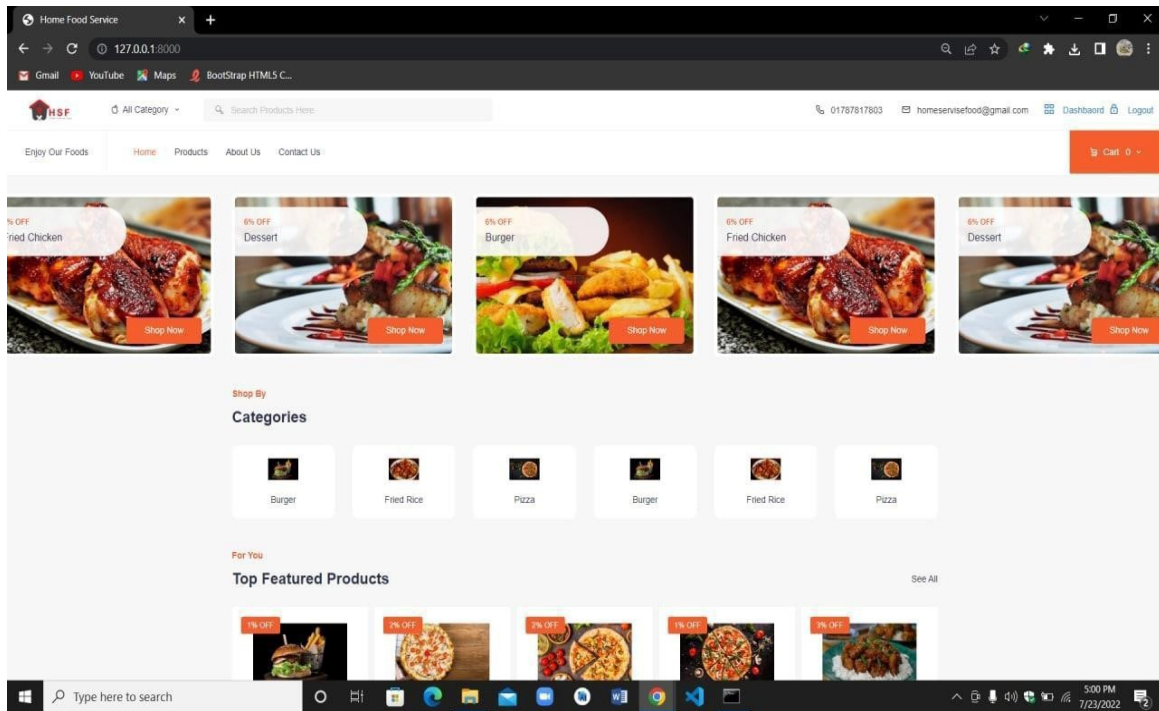 Home Food Service
127.0.0.1:8000
Gmail YouTube Maps BootStrap HTML5 C...
HSF All Category Search Products Here 01787817803 homeservisefood@gmail.com Dashbaord Logout
Enjoy Our Foods Home Products About Us Contact Us Cart 0
% OFF 6% OFF 6% OFF 6% OFF 6% OFF
Fried Chicken Dessert Burger Fried Chicken Dessert
Shop Now Shop Now Shop Now Shop Now Shop Now
Shop By
Categories
Burger Fried Rice Pizza Burger Fried Rice Pizza
For You
Top Featured Products See All
1% OFF 2% OFF 2% OFF 1% OFF 3% OFF
Type here to search 5:00 PM
7/23/2022 2